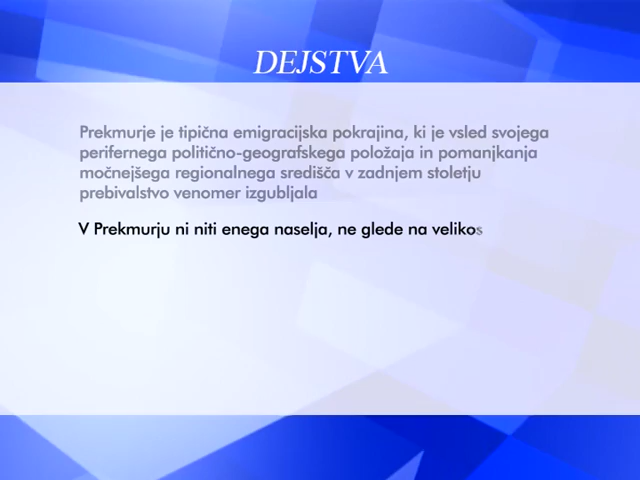 DEJSTVA
Prekmurje je tipična emigracijska pokrajina, ki je vsled svojega
perifernega politično-geografskega položaja in pomanjkanja
močnejšega regionalnega središča v zadnjem stoletju
prebivalstvo venomer izgubljala
V Prekmurju ni niti enega naselja, ne glede na velikos